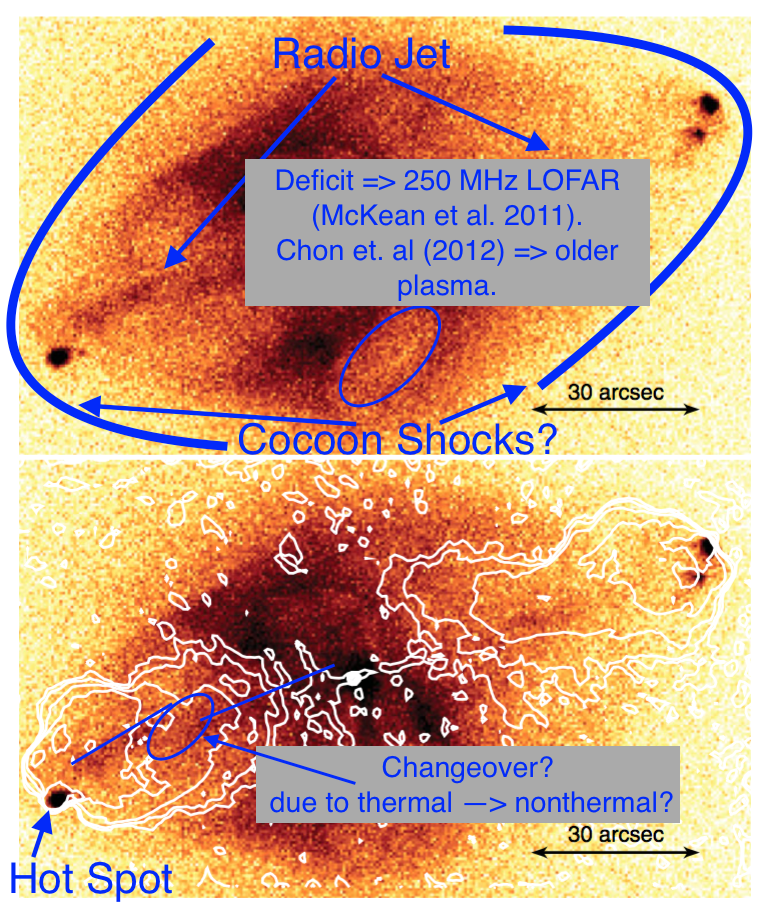 Radio Jet
Deficit => 250 MHz LOFAR
(McKean et al. 2011).
Chon et. al (2012) => older
plasma.
30 arcsec
Cocoon Shocks?
Changeover?
due to thermal —> nonthermal?
30 arcsec
Hot Spot